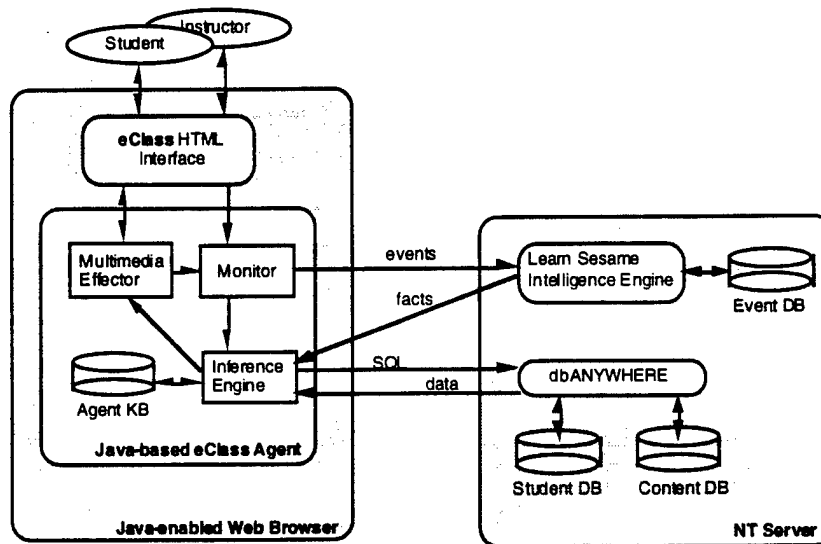 Instructor
Student
eClass HTML
Interface
Multimedia
Effector
Monitor
events
Learn Sesame
Intelligence Engine
Event DB
facts
Inference
Engine
SQL
data
dbANYWHERE
Agent KB
Java-based eClass Agent
Student DB
Content DB
Java-enabled Web Browser
NT Server